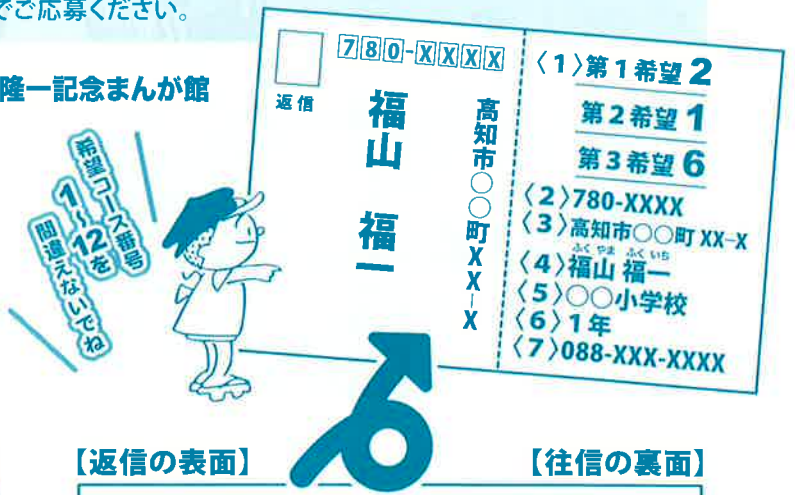 でご応募ください。
隆一記念まんが館
希望コース番号
1~12を
間違えないでね
返信
780-XXXX
高知市○○町XX-X
福山 福一
〈1〉第1希望 2
第2希望 1
第3希望 6
〈2〉780-XXXX
〈3〉高知市○○町 XX-X
ふくやま ふくいち
〈4〉福山 福一
〈5〉○○小学校
〈6〉1年
〈7〉088-XXX-XXXX
【返信の表面】
【往信の裏面】